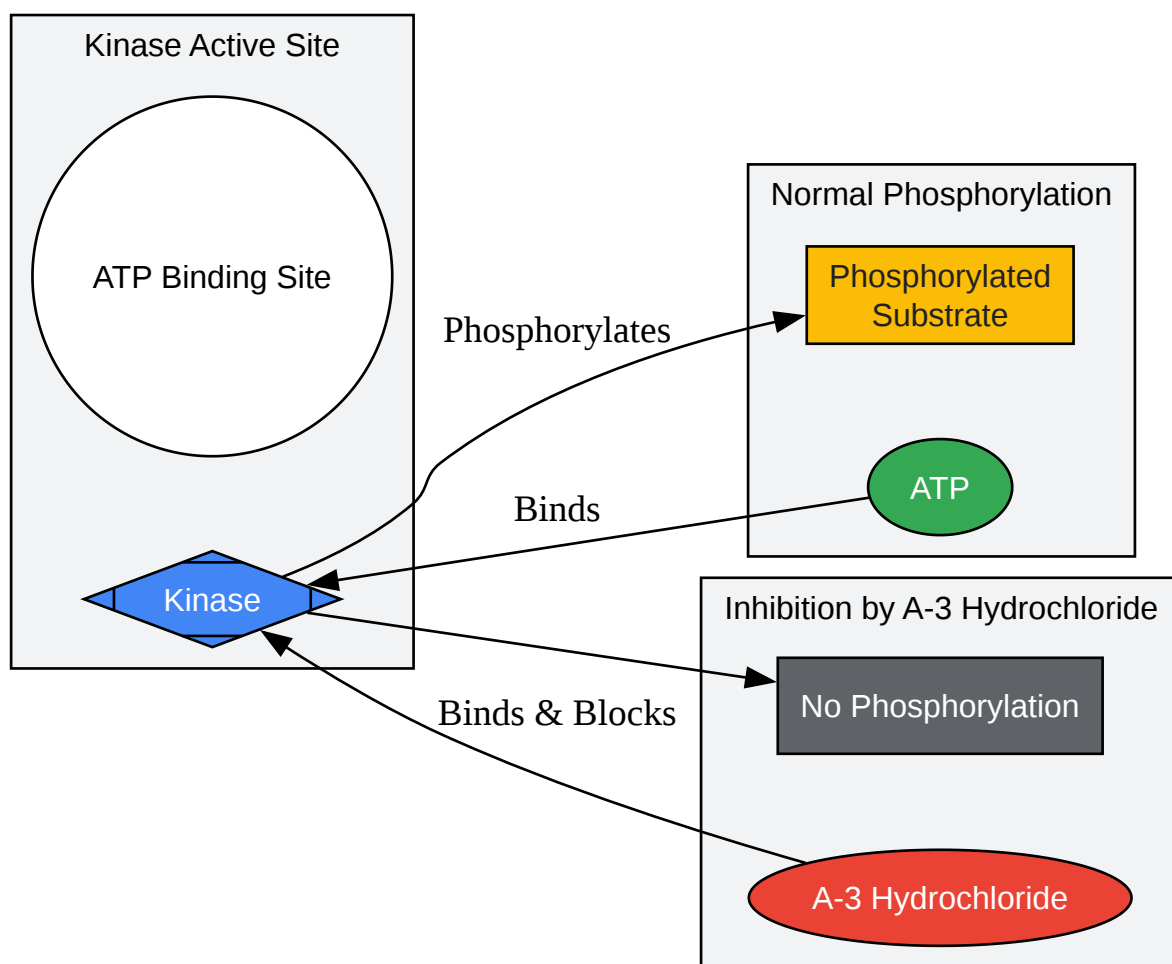 Kinase Active Site
ATP Binding Site
Kinase
Phosphorylates
Binds
Binds & Blocks
Normal Phosphorylation
Phosphorylated
Substrate
ATP
Inhibition by A-3 Hydrochloride
No Phosphorylation
A-3 Hydrochloride